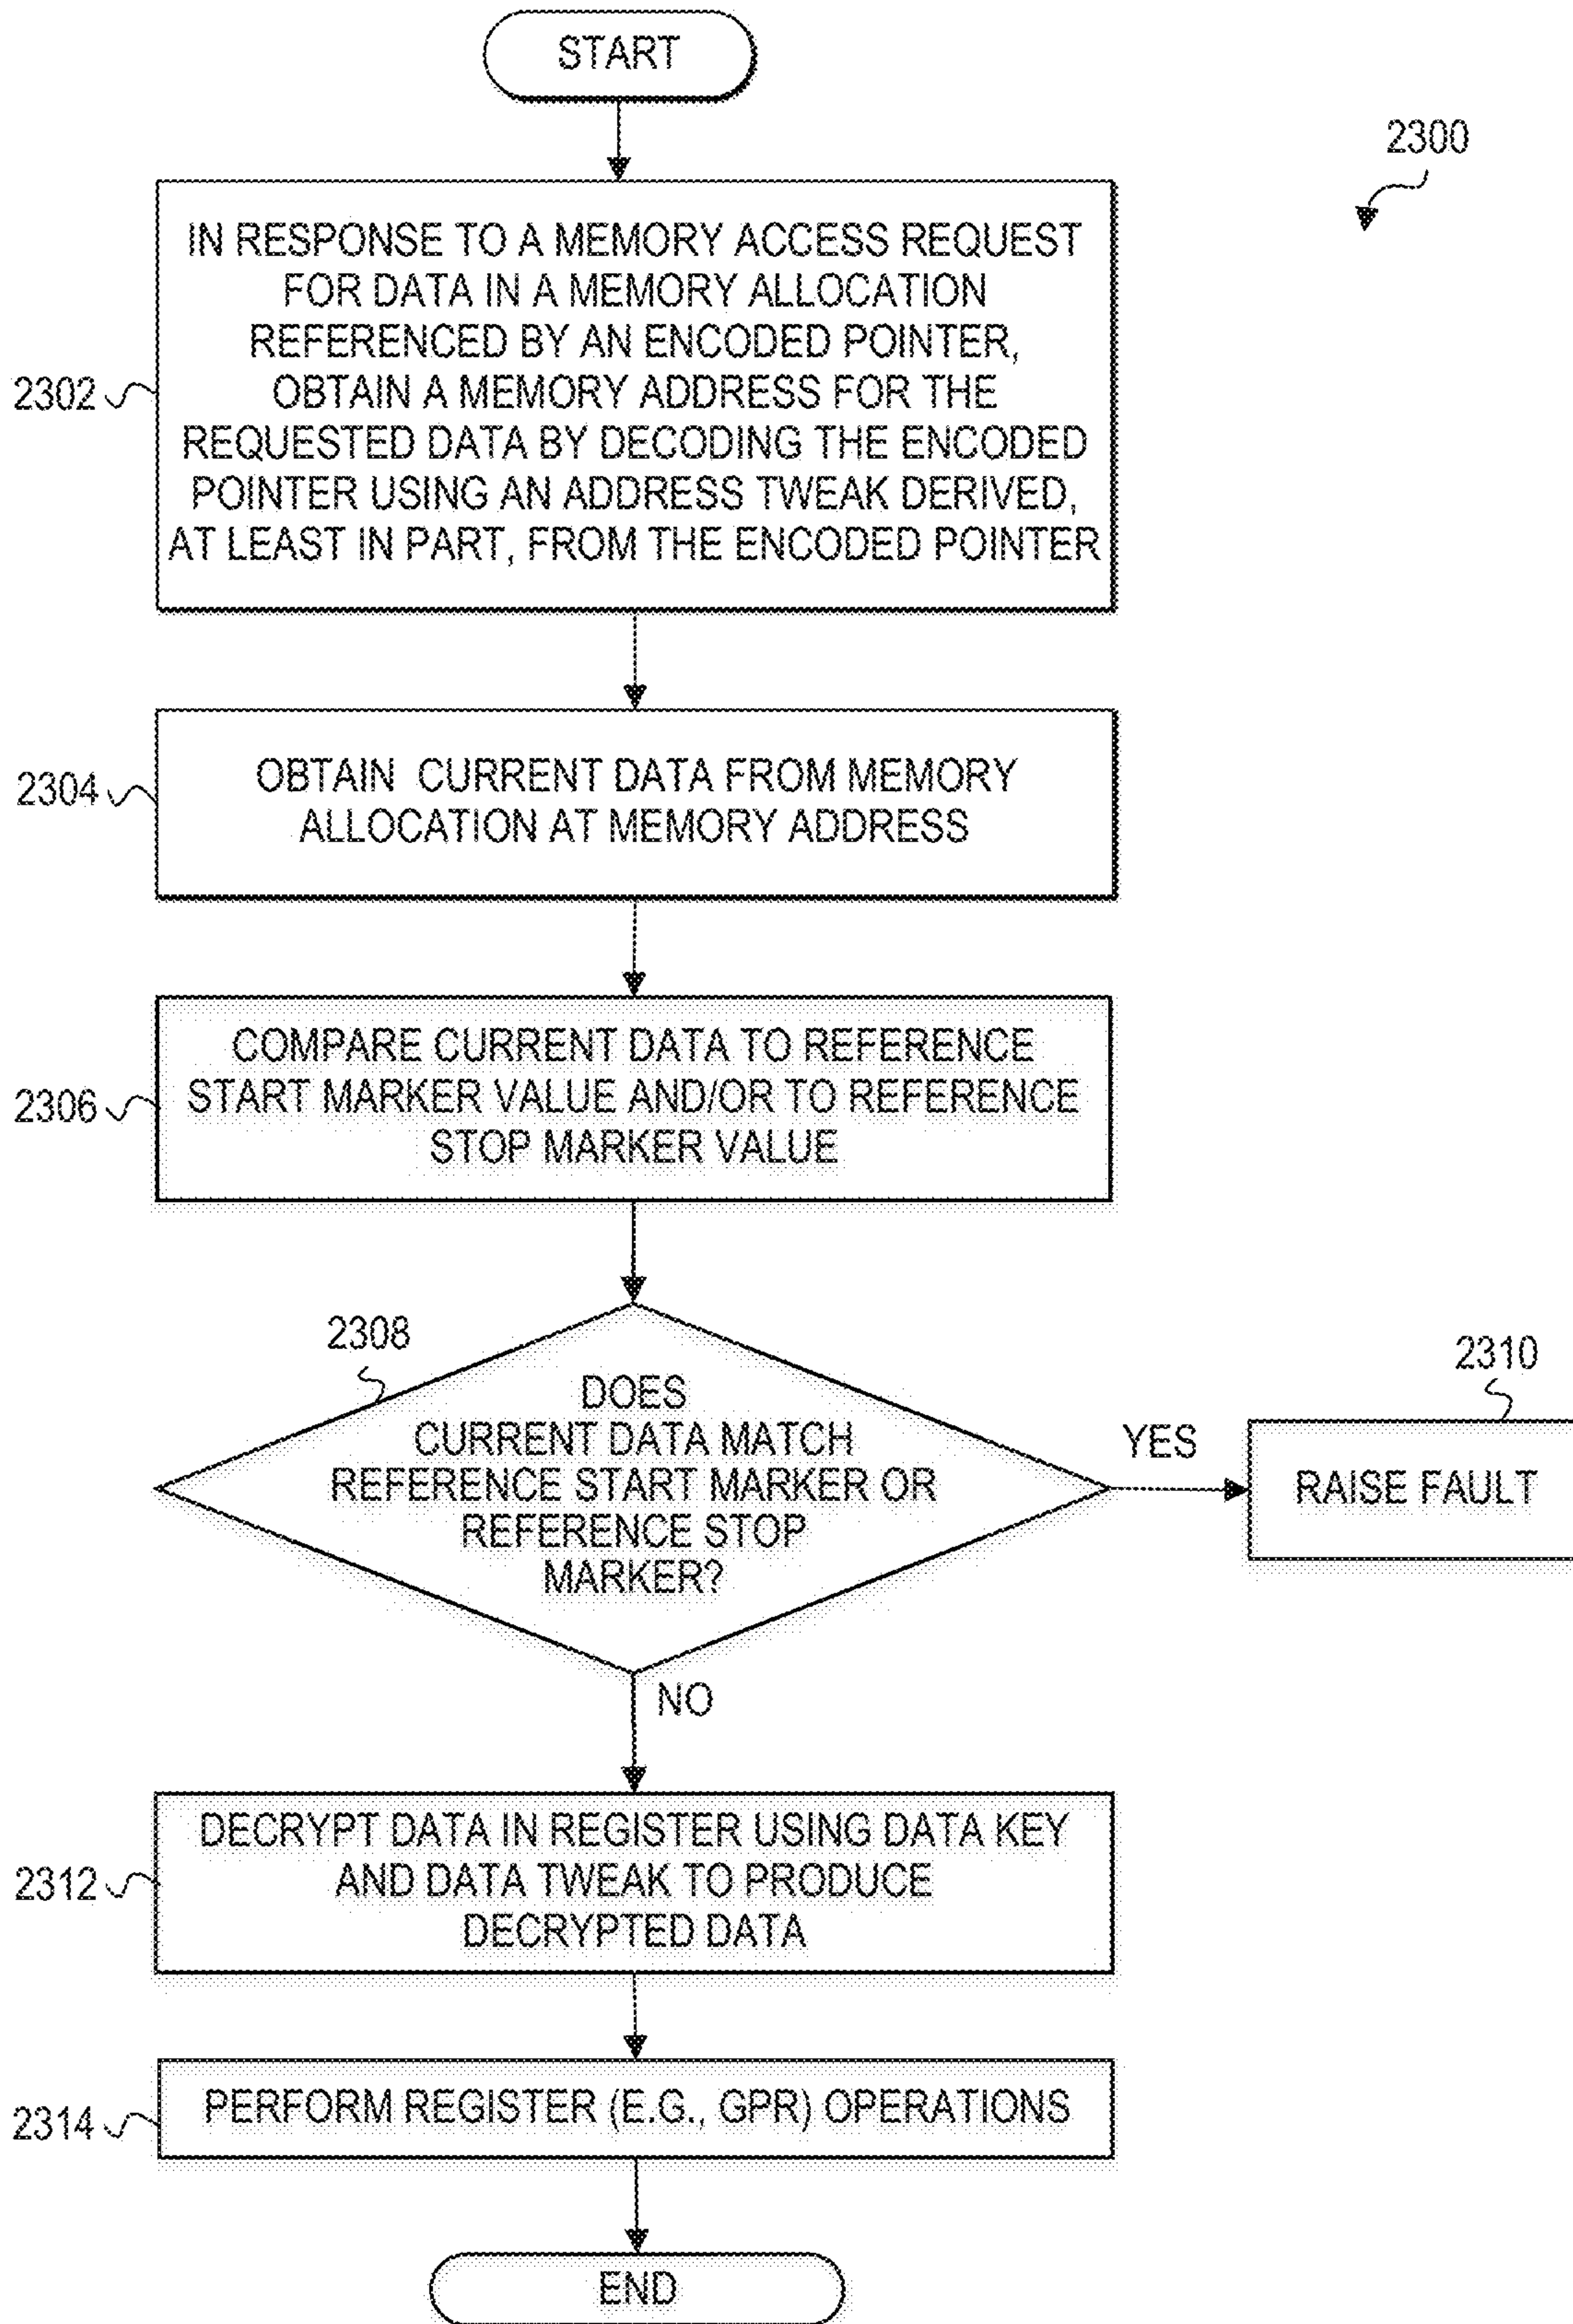 START
2300
IN RESPONSE TO A MEMORY ACCESS REQUEST
FOR DATA IN A MEMORY ALLOCATION
REFERENCED BY AN ENCODED POINTER,
OBTAIN A MEMORY ADDRESS FOR THE
REQUESTED DATA BY DECODING THE ENCODED
POINTER USING AN ADDRESS TWEAK DERIVED,
AT LEAST IN PART, FROM THE ENCODED POINTER
2302
OBTAIN CURRENT DATA FROM MEMORY
ALLOCATION AT MEMORY ADDRESS
2304
COMPARE CURRENT DATA TO REFERENCE
START MARKER VALUE AND/OR TO REFERENCE
STOP MARKER VALUE
2306
2308
DOES
CURRENT DATA MATCH
REFERENCE START MARKER OR
REFERENCE STOP
MARKER?
YES
2310
RAISE FAULT
NO
DECRYPT DATA IN REGISTER USING DATA KEY
AND DATA TWEAK TO PRODUCE
DECRYPTED DATA
2312
PERFORM REGISTER (E.G., GPR) OPERATIONS
2314
END